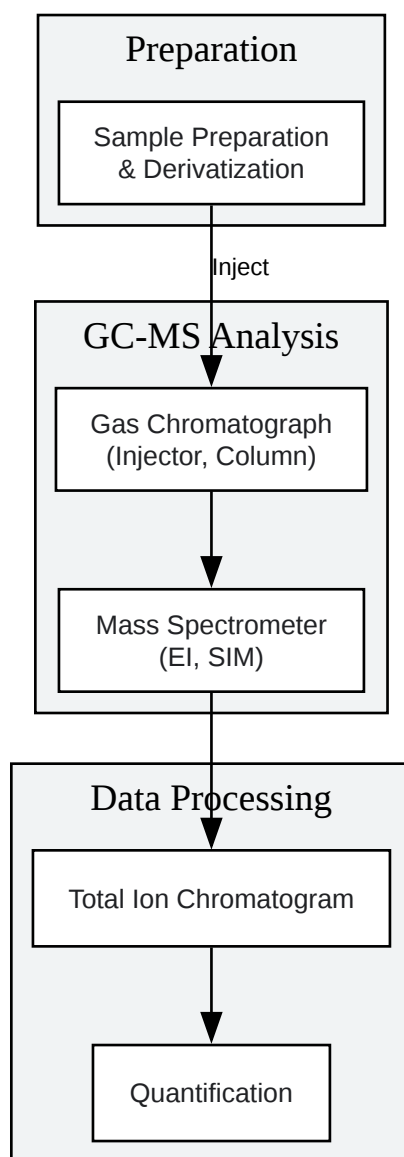 Preparation
Sample Preparation
& Derivatization
Inject
GC-MS Analysis
Gas Chromatograph
(Injector, Column)
Mass Spectrometer
(EI, SIM)
Data Processing
Total Ion Chromatogram
Quantification